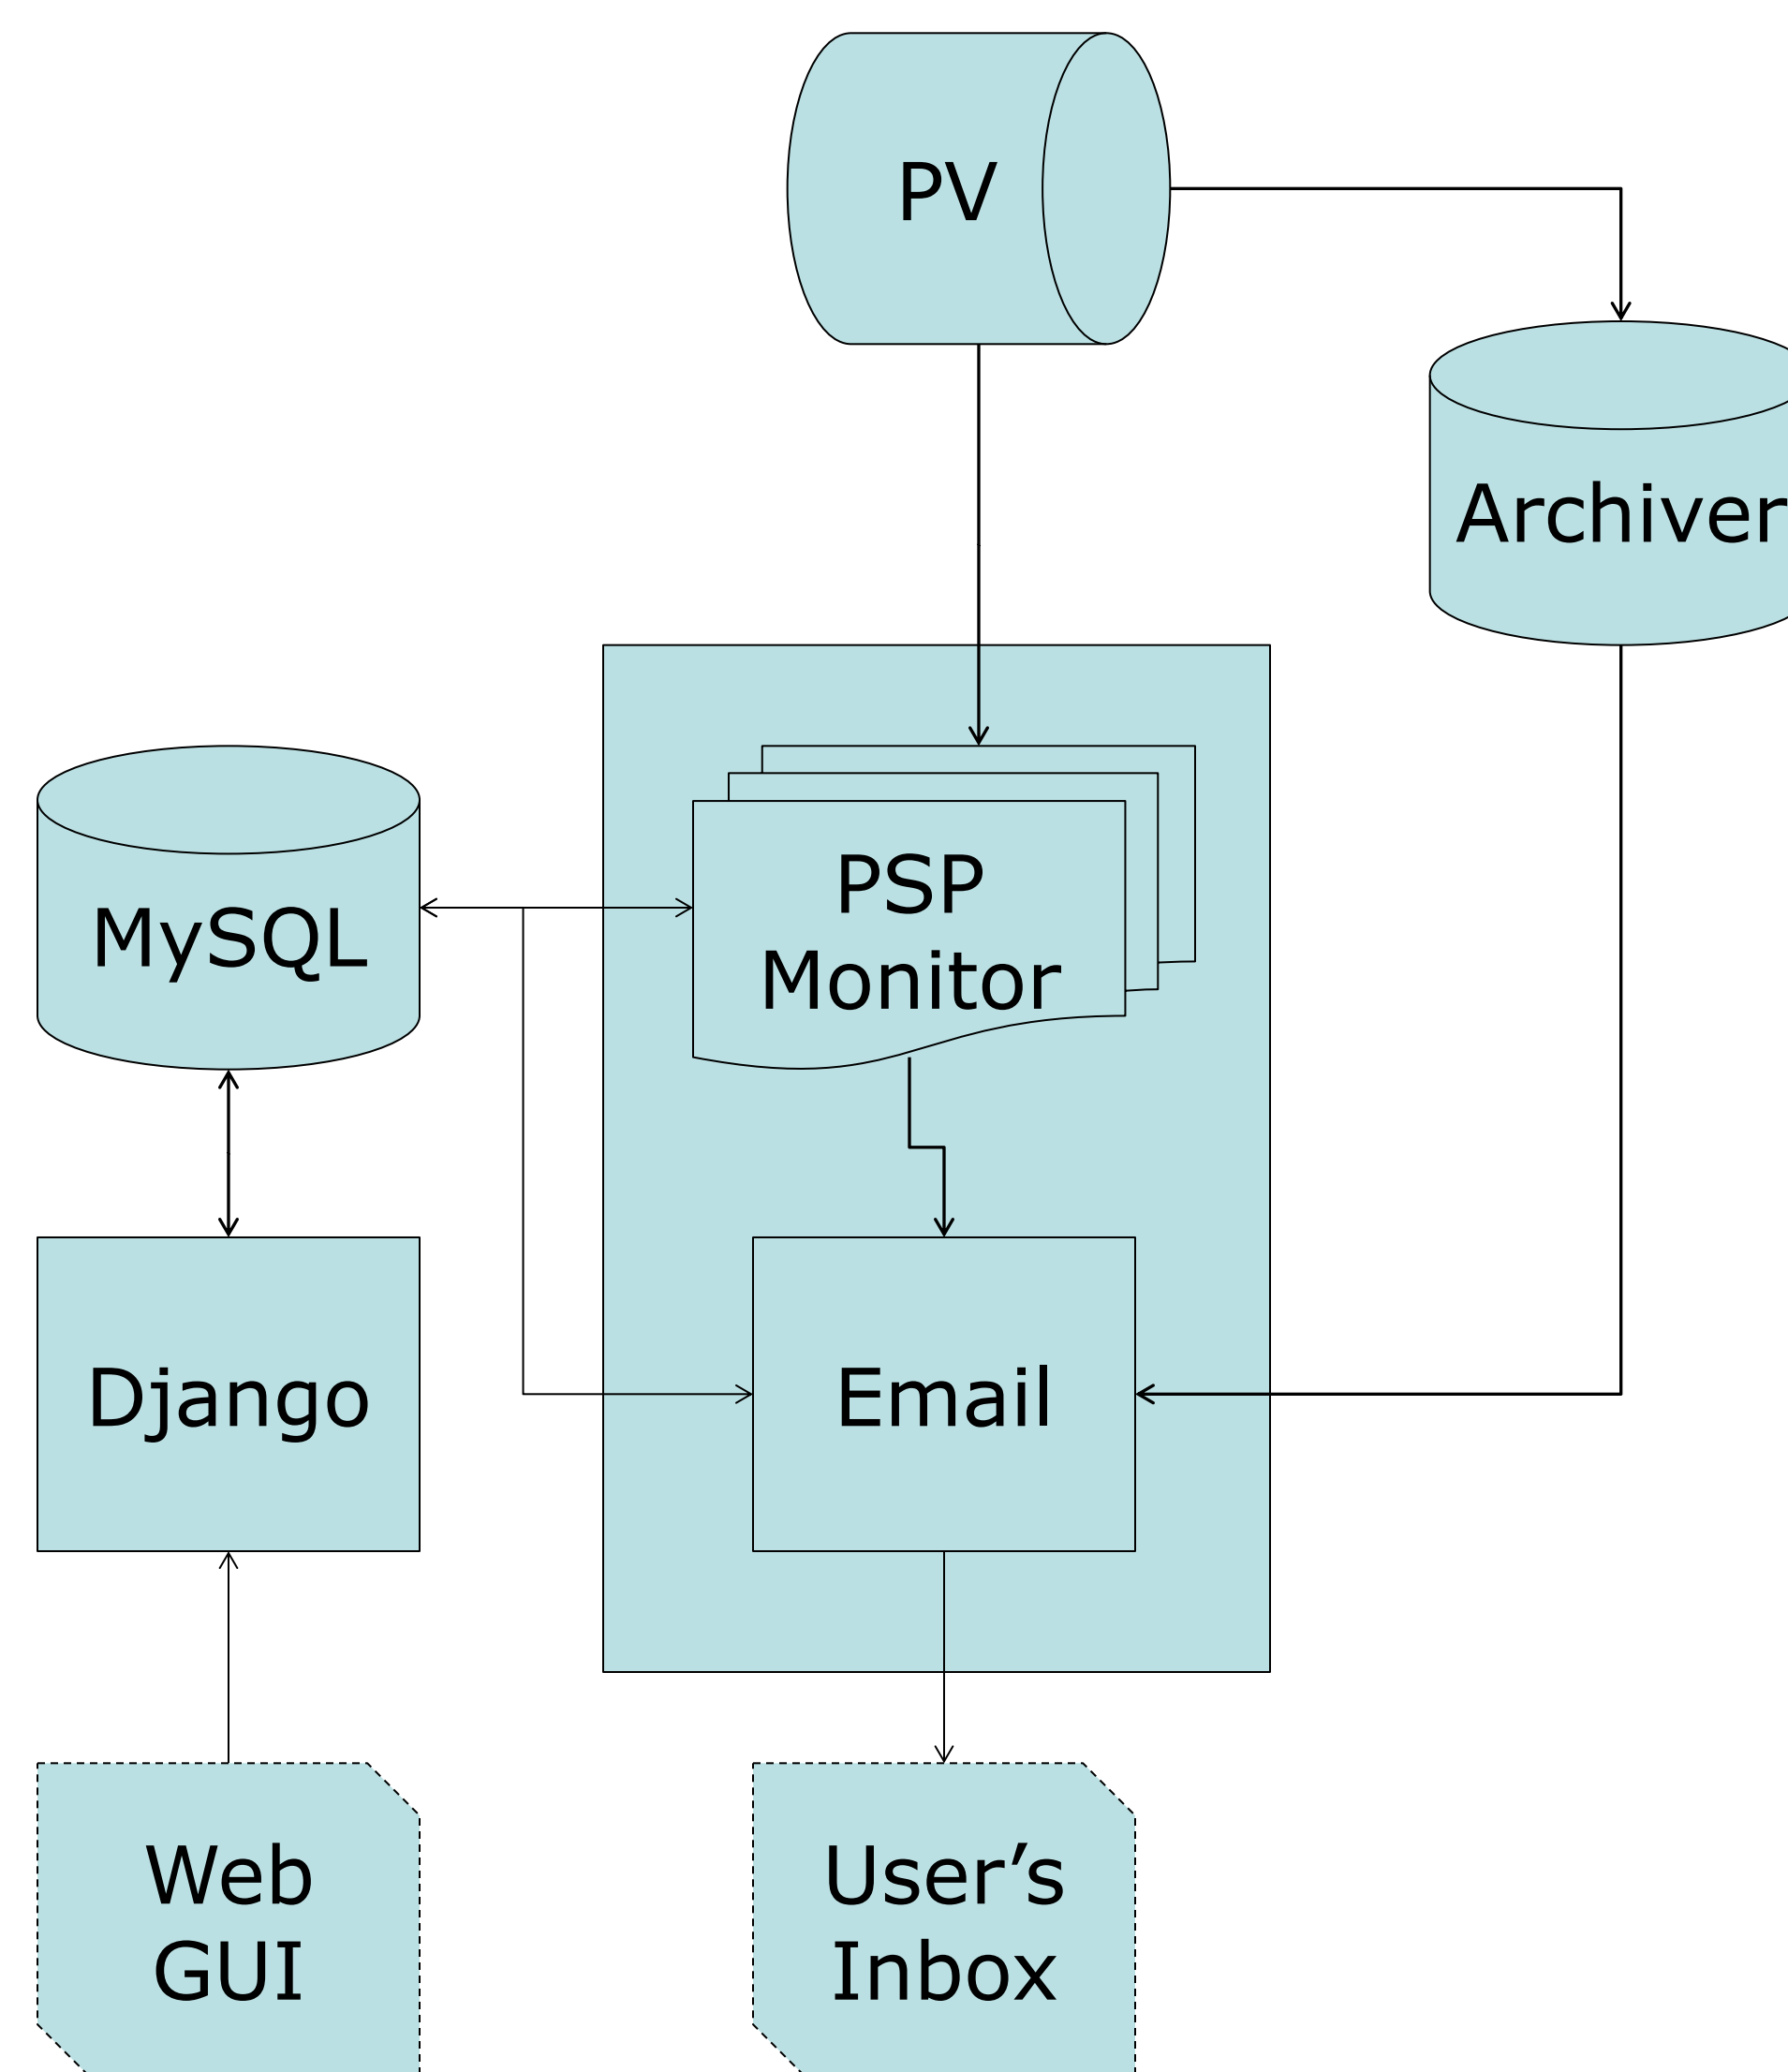 PV
Archiver
PSP
Monitor
MySQL
Django
Email
Web
GUI
User’s
Inbox